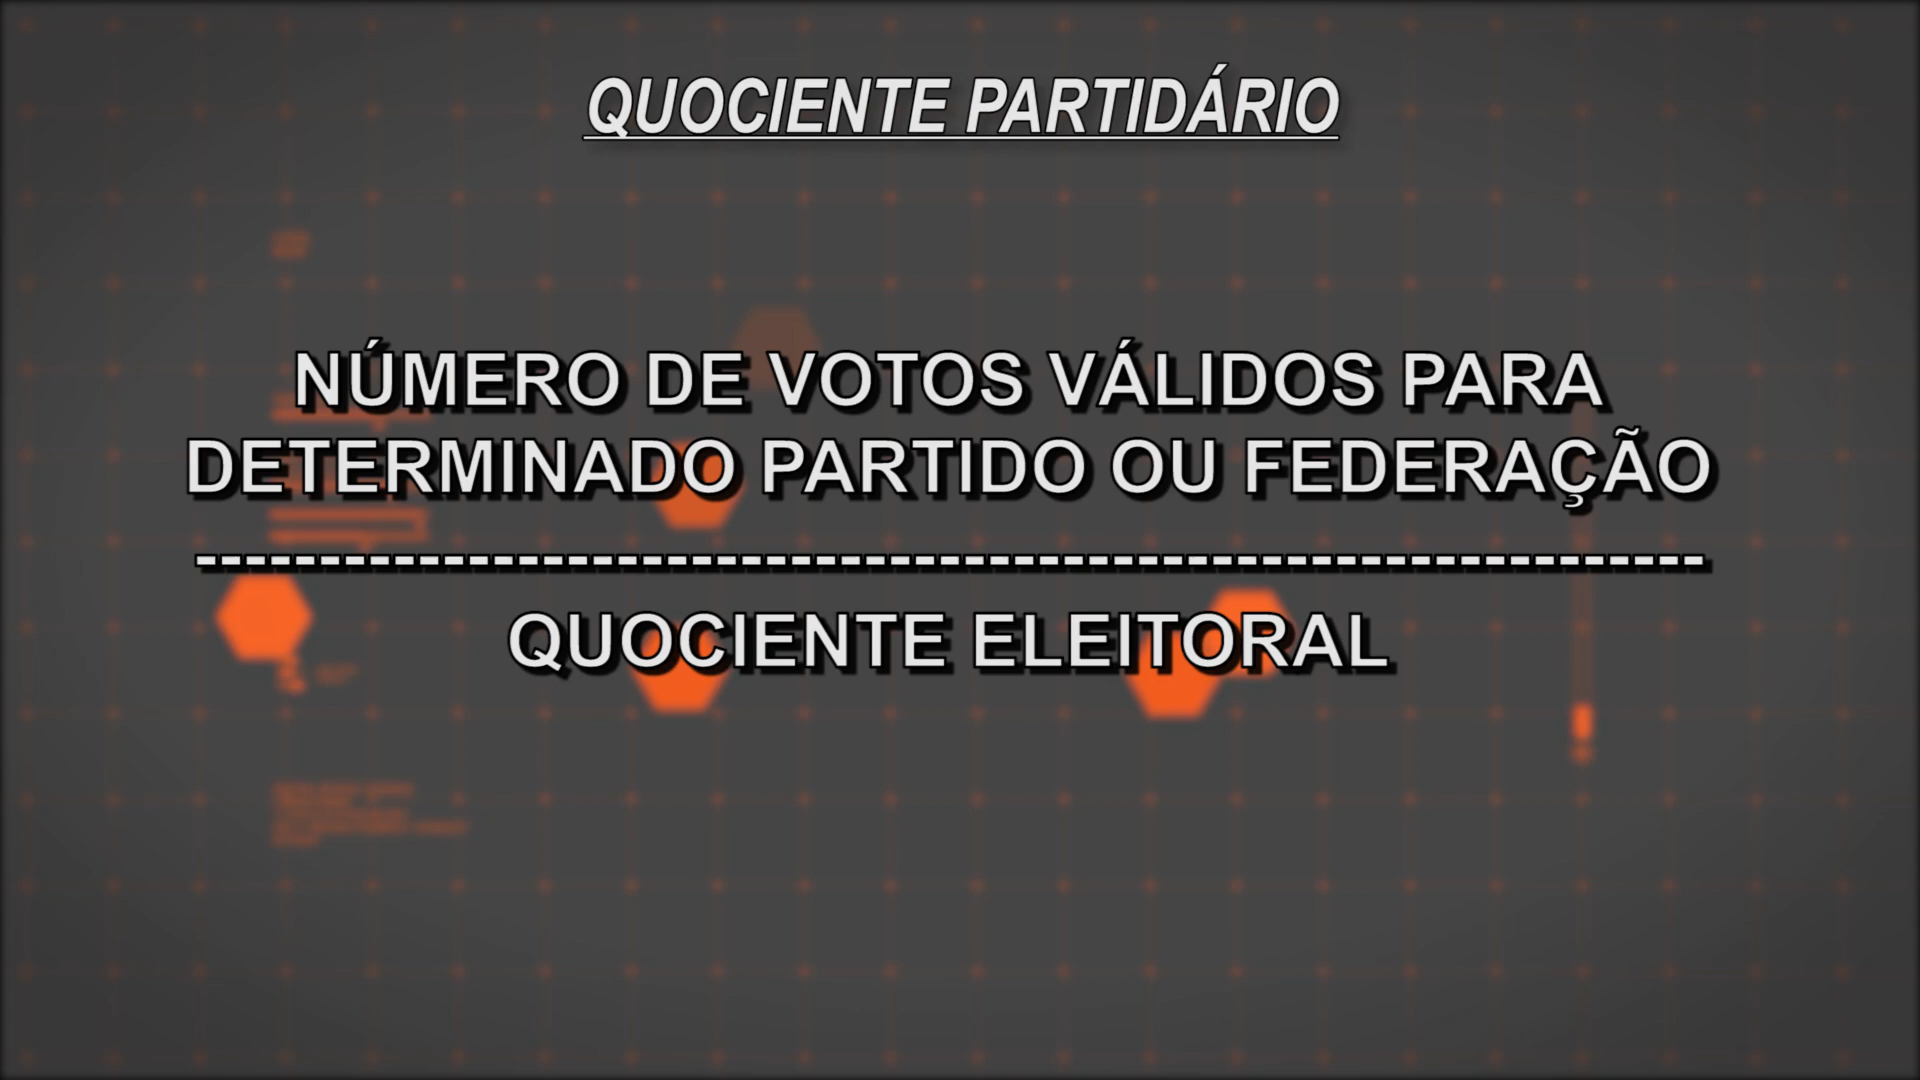 QUOCIENTE PARTIDÁRIO
NÚMERO DE VOTOS VÁLIDOS PARA
DETERMINADO PARTIDO OU FEDERAÇÃO
-------------------------------------------------------------
QUOCIENTE ELEITORAL